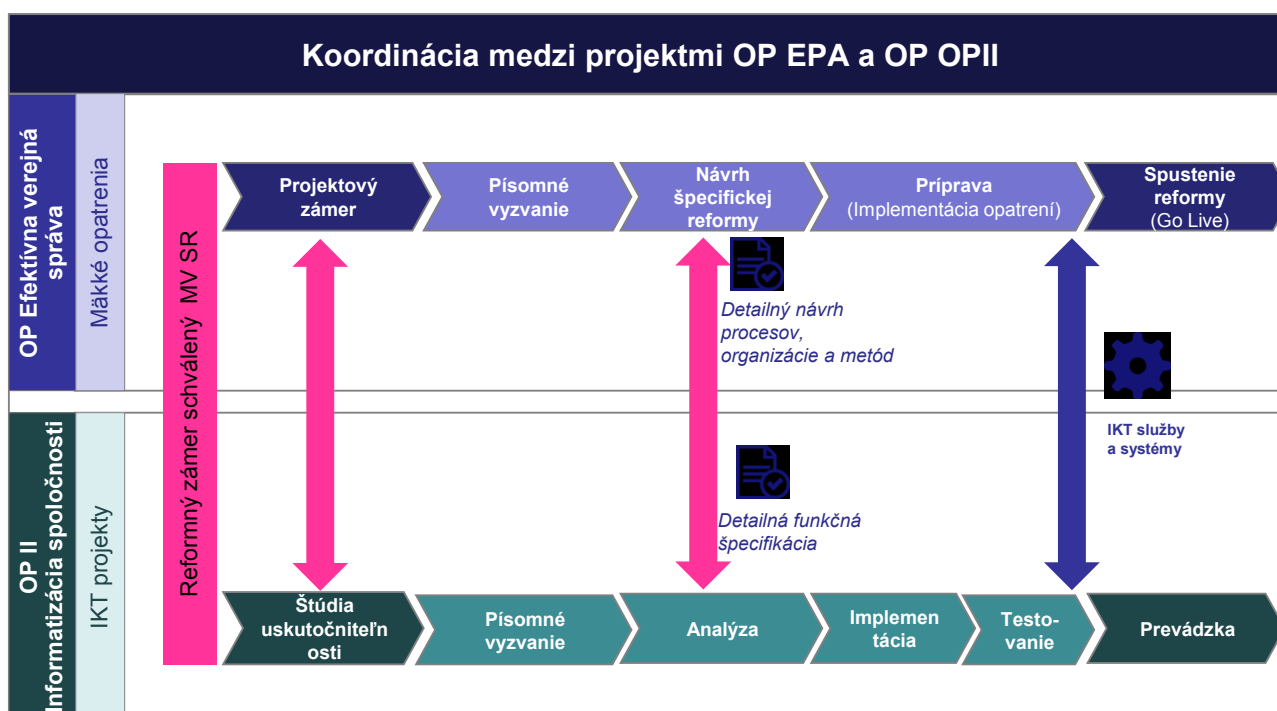 Koordinácia medzi projektmi OP EPA a OP OPII
OP Efektívna verejná
správa
Mäkké opatrenia
Reformný zámer schválený MV SR
Projektový
zámer
Písomné
vyzvanie
Návrh
špecifickej
reformy
Príprava
(Implementácia opatrení)
Spustenie
reformy
(Go Live)
Detailný návrh
procesov,
organizácie a metód
IKT služby
a systémy
Detailná funkčná
špecifikácia
OP II
Informatizácia spoločnosti
IKT projekty
Štúdia
uskutočniteľn
osti
Písomné
vyzvanie
Analýza
Implemen
tácia
Testo-
vanie
Prevádzka